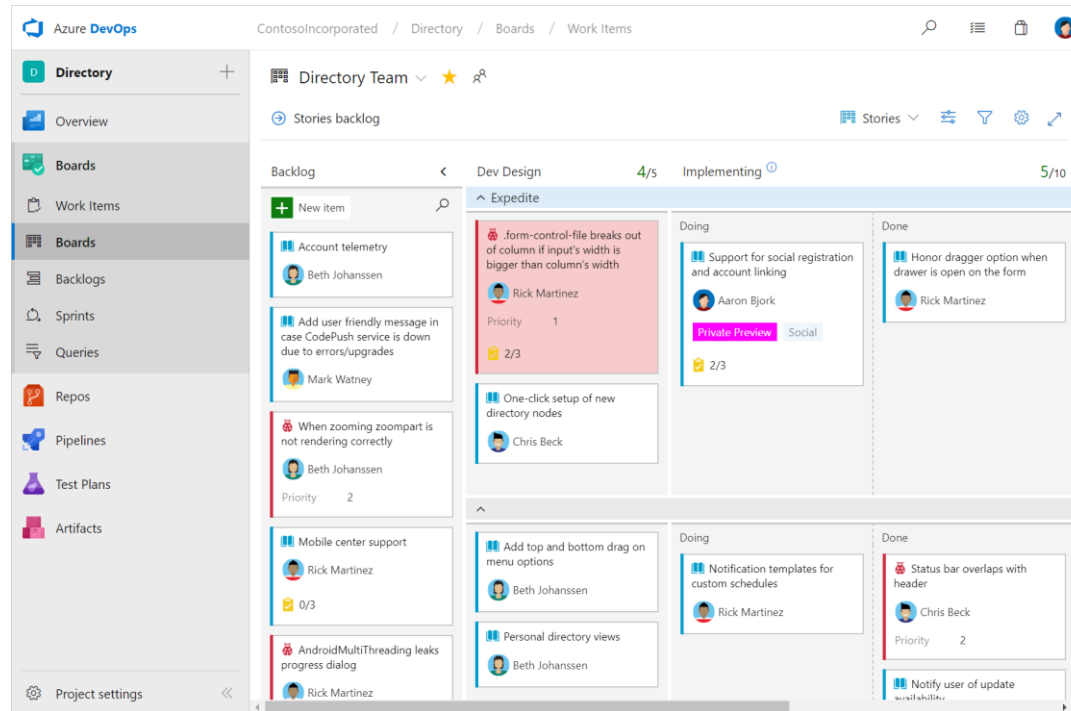 Azure DevOps
ContosoIncorporated / Directory / Boards / Work Items
D Directory
Overview
Boards
Work Items
Boards
Backlogs
Sprints
Queries
Repos
Pipelines
Test Plans
Artifacts
Project settings
Directory Team
Stories backlog
Stories
Backlog
New item
Account telemetry
Beth Johanssen
Add user friendly message in
case CodePush service is down
due to errors/upgrades
Mark Watney
When zooming zoompart is
not rendering correctly
Beth Johanssen
Priority 2
Mobile center support
Rick Martinez
0/3
AndroidMultiThreading leaks
progress dialog
Rick Martinez
Dev Design 4/5
Implementing 5/10
Expedite
.form-control-file breaks out
of column if input's width is
bigger than column's width
Rick Martinez
Priority 1
2/3
One-click setup of new
directory nodes
Chris Beck
Doing
Support for social registration
and account linking
Aaron Bjork
Private Preview Social
2/3
Done
Honor dragger option when
drawer is open on the form
Rick Martinez
Add top and bottom drag on
menu options
Beth Johanssen
Personal directory views
Beth Johanssen
Doing
Notification templates for
custom schedules
Rick Martinez
Done
Status bar overlaps with
header
Chris Beck
Priority 2
Notify user of update
availability